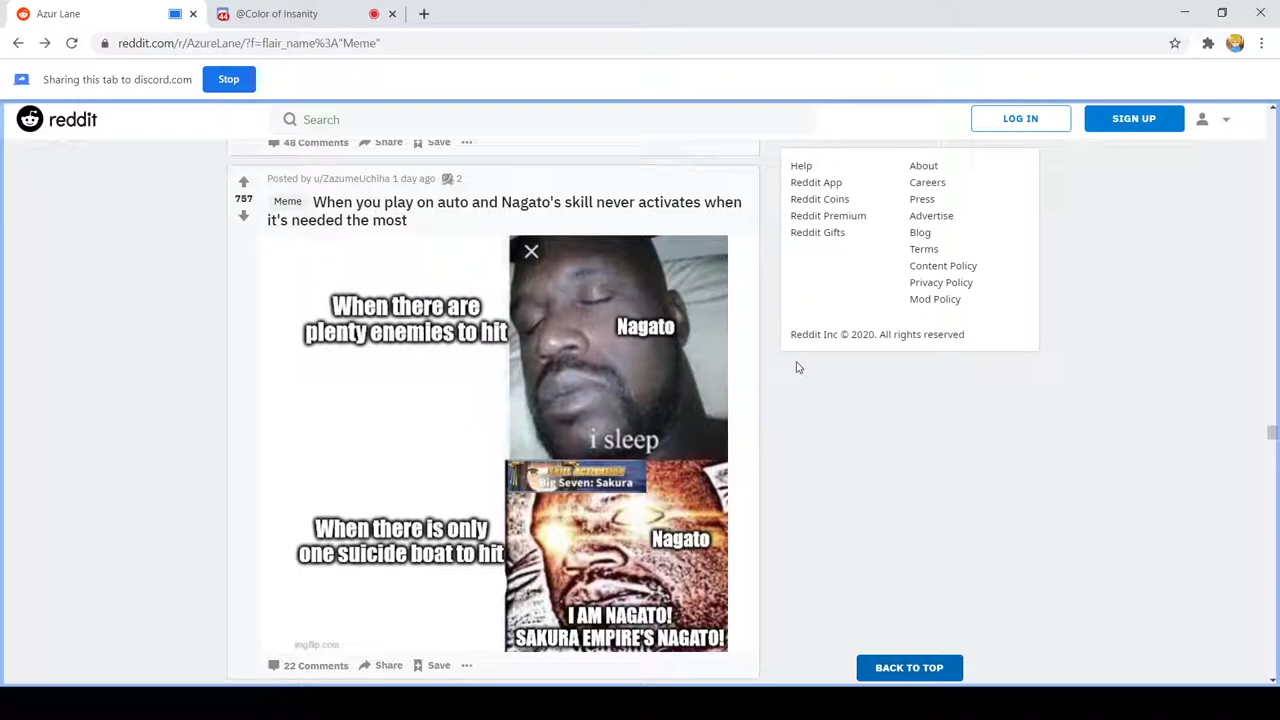 Azur Lane
44
@Color of Insanity
reddit.com/r/AzureLane/?f=flair_name%3A"Meme"
Sharing this tab to discord.com
Stop
reddit
Search
LOG IN
SIGN UP
48 Comments
Share
Save
Posted by u/ZazumeUchiha 1 day ago
2
757
Meme
When you play on auto and Nagato's skill never activates when
it's needed the most
When there are
plenty enemies to hit
Nagato
i sleep
SKILL ACTIVATION
Big Seven: Sakura
When there is only
one suicide boat to hit
Nagato
I AM NAGATO!
SAKURA EMPIRE'S NAGATO!
imgflip.com
22 Comments
Share
Save
Help
About
Reddit App
Careers
Reddit Coins
Press
Reddit Premium
Advertise
Reddit Gifts
Blog
Terms
Content Policy
Privacy Policy
Mod Policy
Reddit Inc © 2020. All rights reserved
BACK TO TOP